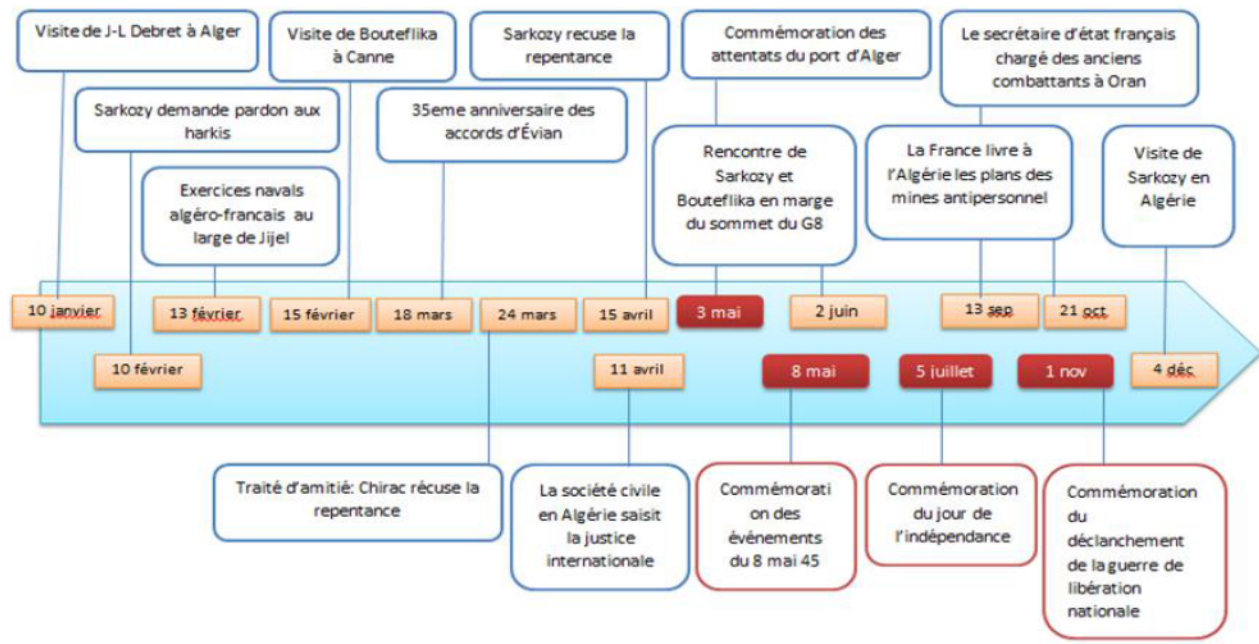 Visite de J-L Debret à Alger
Visite de Bouteflika
à Canne
Sarkozy recuse la
repentance
Commémoration des
attentats du port d'Alger
Le secrétaire d'état français
chargé des anciens
combattants à Oran
Sarkozy demande pardon aux
harkis
35eme anniversaire des
accords d'Évian
Exercices navals
algéro-francais au
large de Jijel
Rencontre de
Sarkozy et
Bouteflika en marge
du sommet du G8
La France livre à
l'Algérie les plans des
mines antipersonnel
Visite de
Sarkozy en
Algérie
10 janvier
13 février
15 février
18 mars
24 mars
15 avril
3 mai
2 juin
13 sep
21 oct
10 février
11 avril
8 mai
5 juillet
1 nov
4 déc
Traité d'amitié: Chirac récuse la
repentance
La société civile
en Algérie saisit
la justice
internationale
Commémorati
on des
événements
du 8 mai 45
Commémoration
du jour de
l'indépendance
Commémoration
du
déclanchement
de la guerre de
libération
nationale